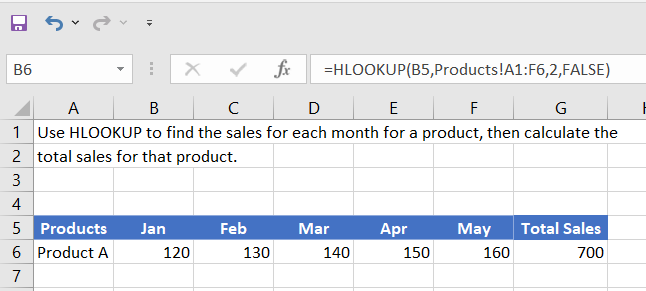 B6
fx
=HLOOKUP(B5,Products!A1:F6,2,FALSE)
A B C D E F G
1 Use HLOOKUP to find the sales for each month for a product, then calculate the
2 total sales for that product.
3
4
5 Products Jan Feb Mar Apr May Total Sales
6 Product A 120 130 140 150 160 700
7